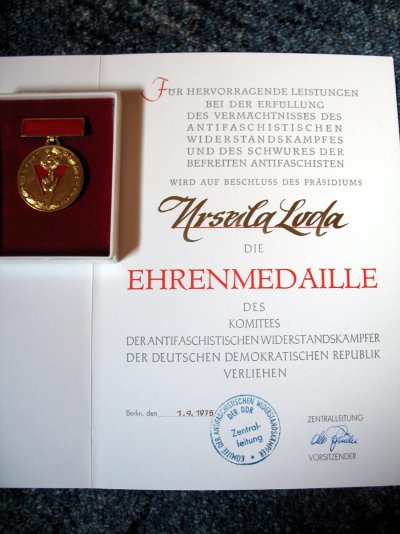 FÜR HERVORRAGENDE LEISTUNGEN
BEI DER ERFÜLLUNG
DES VERMÄCHTNISSES DES
ANTIFASCHISTISCHEN
WIDERSTANDSKAMPFES
UND DES SCHWURES DER
BEFREITEN ANTIFASCHISTEN
WIRD AUF BESCHLUSS DES PRÄSIDIUMS
Ursula Loda
DIE
EHRENMEDAILLE
DES
KOMITEES
DER ANTIFASCHISTISCHEN WIDERSTANDSKÄMPFER
DER DEUTSCHEN DEMOKRATISCHEN REPUBLIK
VERLIEHEN
Berlin, den 1.9.1975
KOMITEE DER ANTIFASCHISTISCHEN WIDERSTANDSKÄMPFER
DER DDR
Zentral-
leitung
ZENTRALLEITUNG
VORSITZENDER